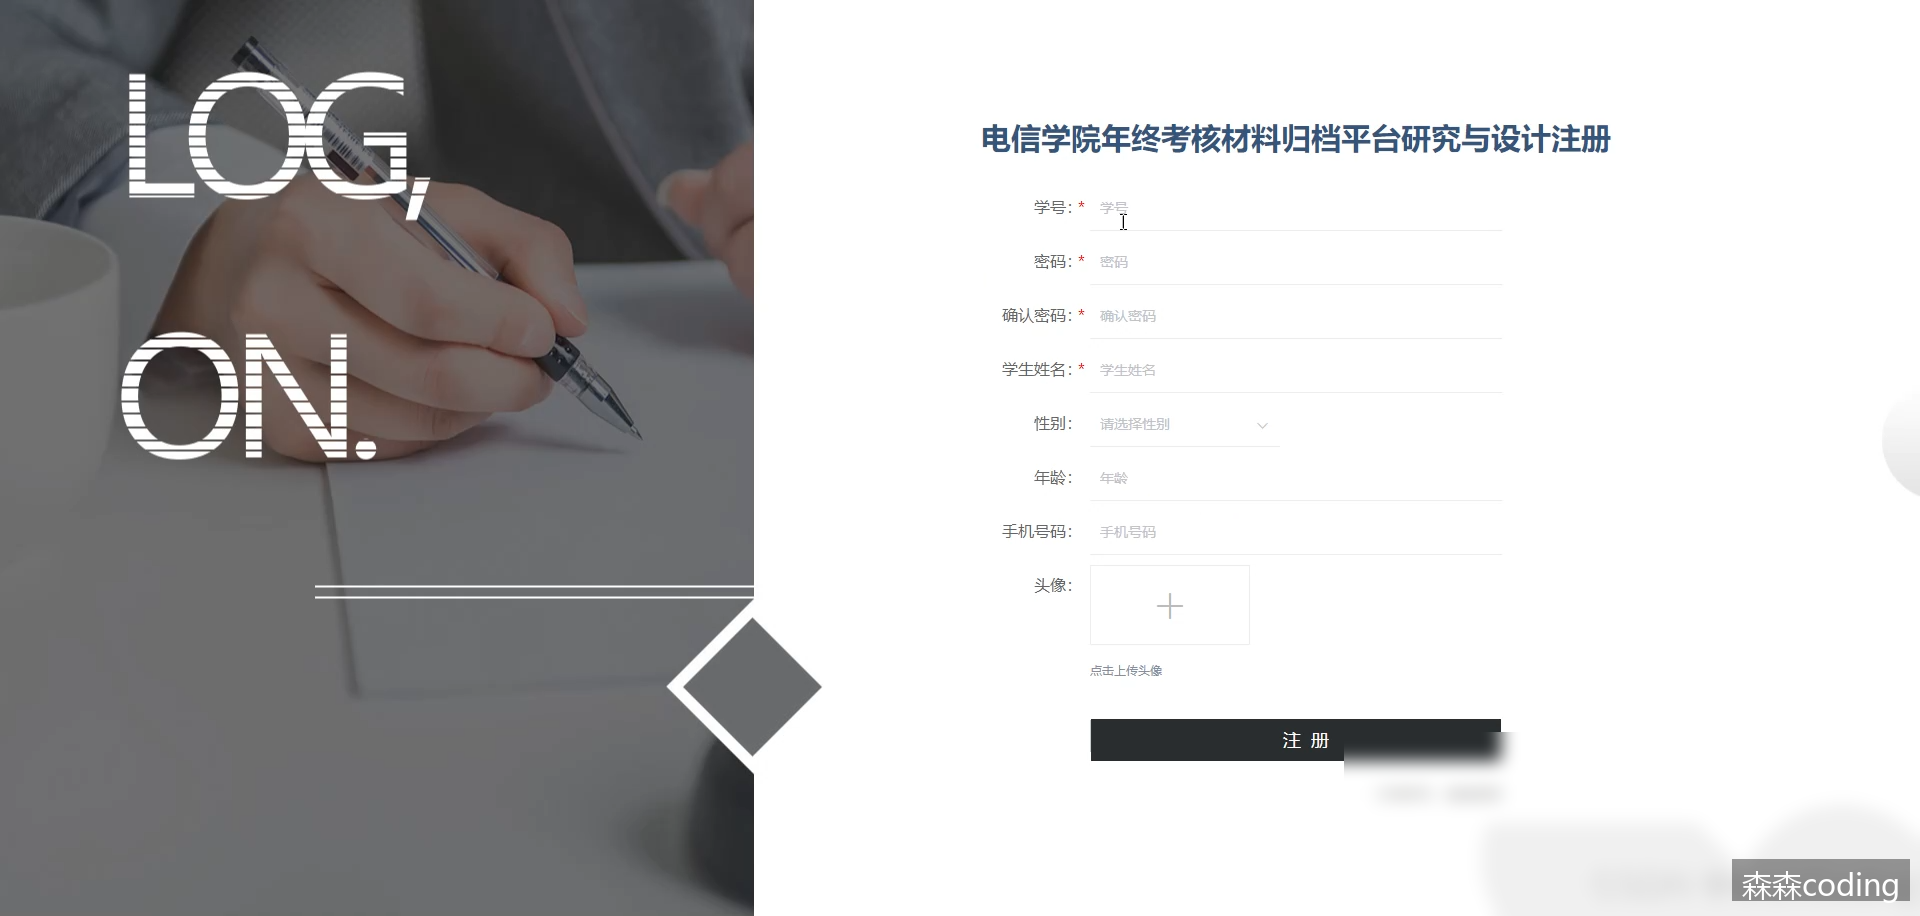 LOG,
ON.
电信学院年终考核材料归档平台研究与设计注册
学号：* 学号
密码：* 密码
确认密码：* 确认密码
学生姓名：* 学生姓名
性别： 请选择性别
年龄： 年龄
手机号码： 手机号码
头像：
点击上传头像
注 册
森森coding